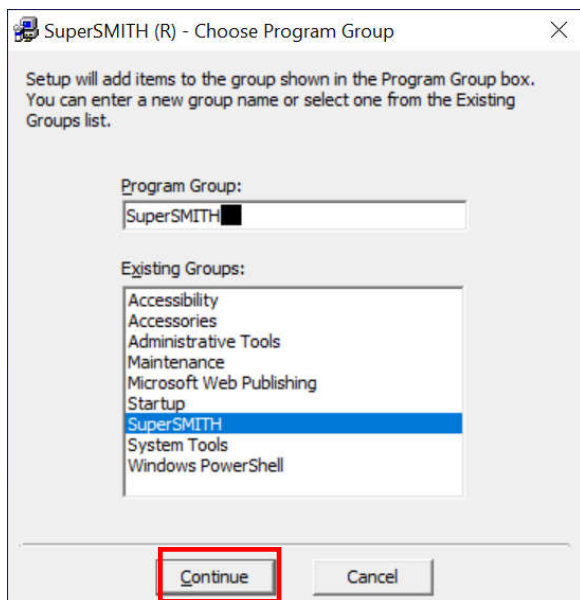 SuperSMITH (R) - Choose Program Group
Setup will add items to the group shown in the Program Group box.
You can enter a new group name or select one from the Existing
Groups list.
Program Group:
SuperSMITH
Existing Groups:
Accessibility
Accessories
Administrative Tools
Maintenance
Microsoft Web Publishing
Startup
SuperSMITH
System Tools
Windows PowerShell
Continue
Cancel